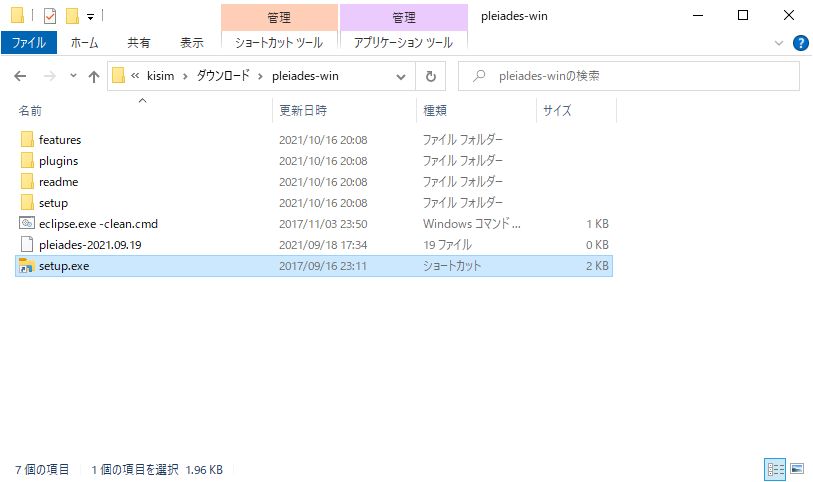 管理 管理 pleiades-win
ファイル ホーム 共有 表示 ショートカット ツール アプリケーション ツール
« kisim › ダウンロード › pleiades-win pleiades-winの検索
名前 更新日時 種類 サイズ
features 2021/10/16 20:08 ファイル フォルダー
plugins 2021/10/16 20:08 ファイル フォルダー
readme 2021/10/16 20:08 ファイル フォルダー
setup 2021/10/16 20:08 ファイル フォルダー
eclipse.exe -clean.cmd 2017/11/03 23:50 Windows コマンド ... 1 KB
pleiades-2021.09.19 2021/09/18 17:34 19 ファイル 0 KB
setup.exe 2017/09/16 23:11 ショートカット 2 KB
7 個の項目 1 個の項目を選択 1.96 KB